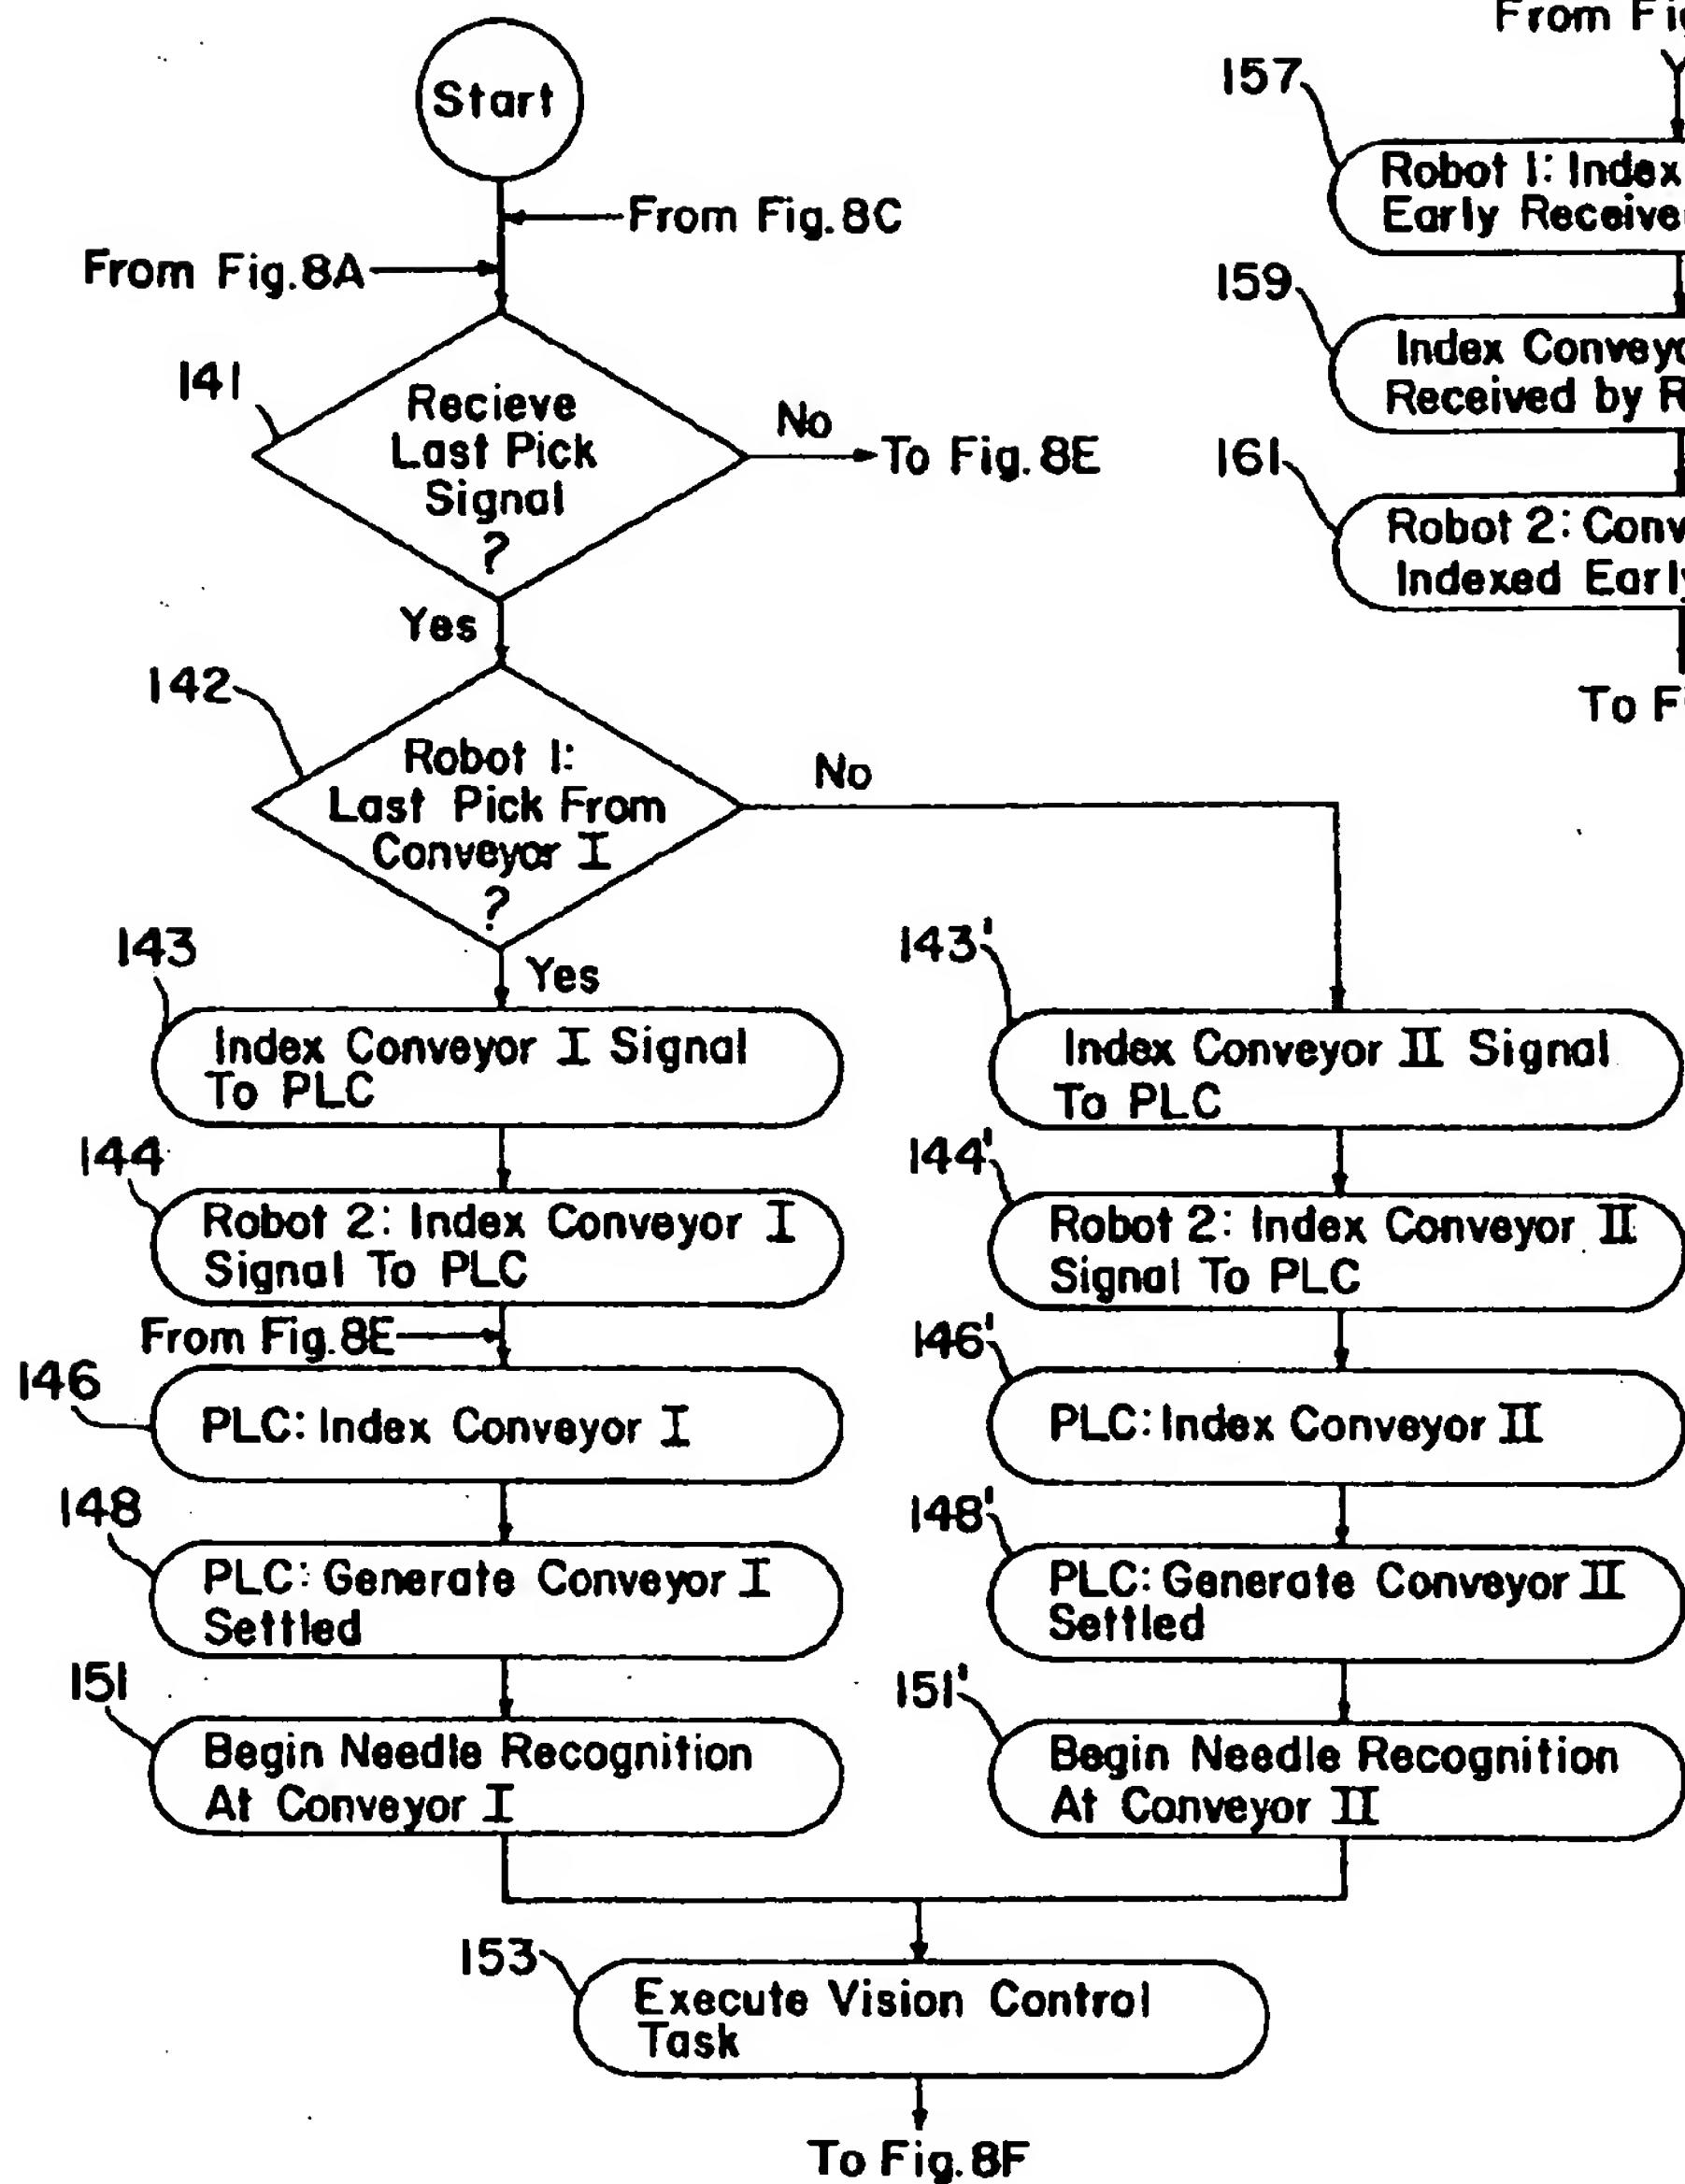 Start
From Fig. 8C
From Fig. 8A
141
Recieve
Last Pick
Signal
?
No
To Fig. 8E
Yes
142
Robot 1:
Last Pick From
Conveyor I
?
No
Yes
143
Index Conveyor I Signal
To PLC
144
Robot 2: Index Conveyor I
Signal To PLC
From Fig. 8E
146
PLC: Index Conveyor I
148
PLC: Generate Conveyor I
Settled
151
Begin Needle Recognition
At Conveyor I
143'
Index Conveyor II Signal
To PLC
144'
Robot 2: Index Conveyor II
Signal To PLC
146'
PLC: Index Conveyor II
148'
PLC: Generate Conveyor II
Settled
151'
Begin Needle Recognition
At Conveyor II
153
Execute Vision Control
Task
To Fig. 8F
From
157
Robot 1: Index
Early
159
Index
Received by
161
Robot 2:
Indexed
To